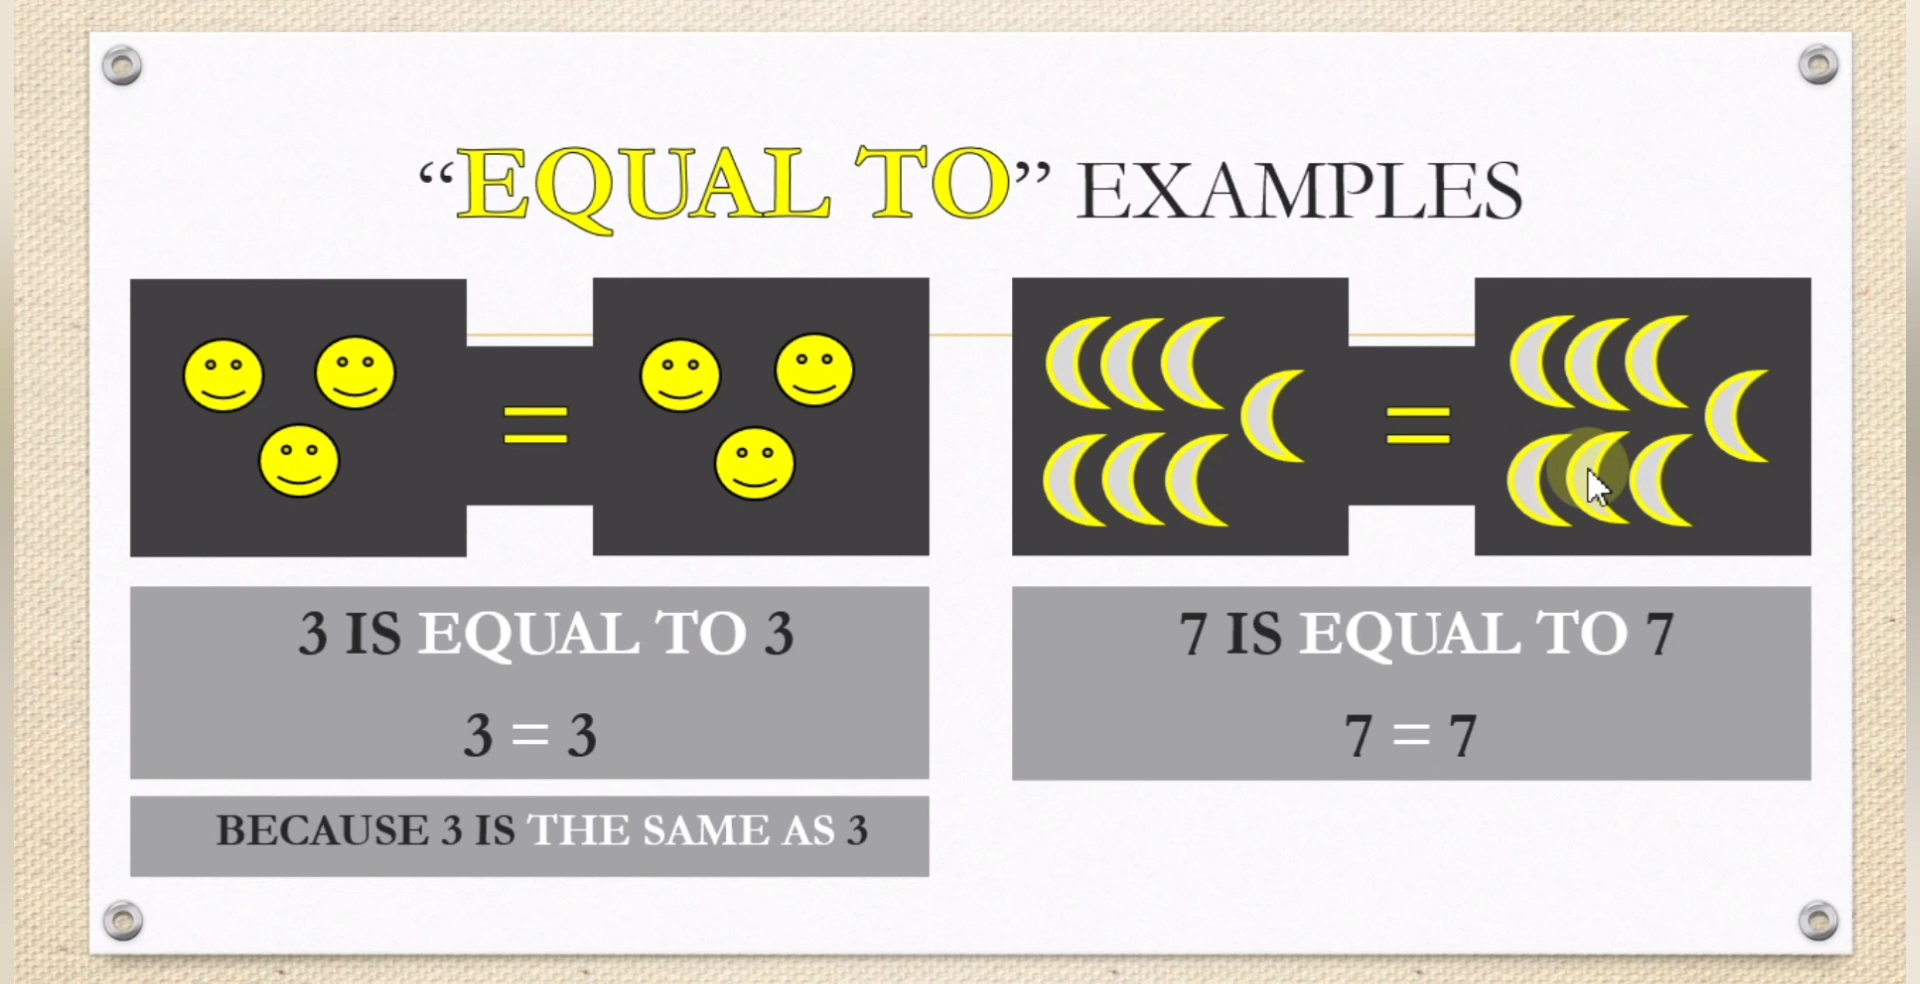 “EQUAL TO” EXAMPLES
=
=
3 IS EQUAL TO 3
3 = 3
BECAUSE 3 IS THE SAME AS 3
7 IS EQUAL TO 7
7 = 7